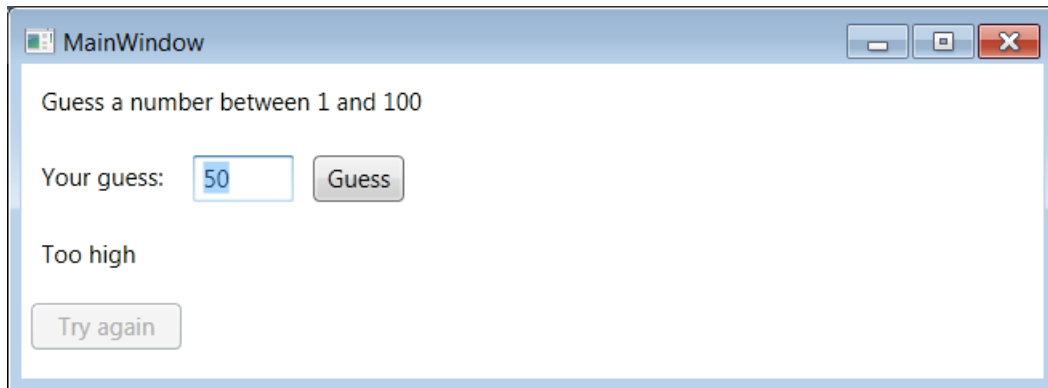 MainWindow
Guess a number between 1 and 100
Your guess: 50 Guess
Too high
Try again